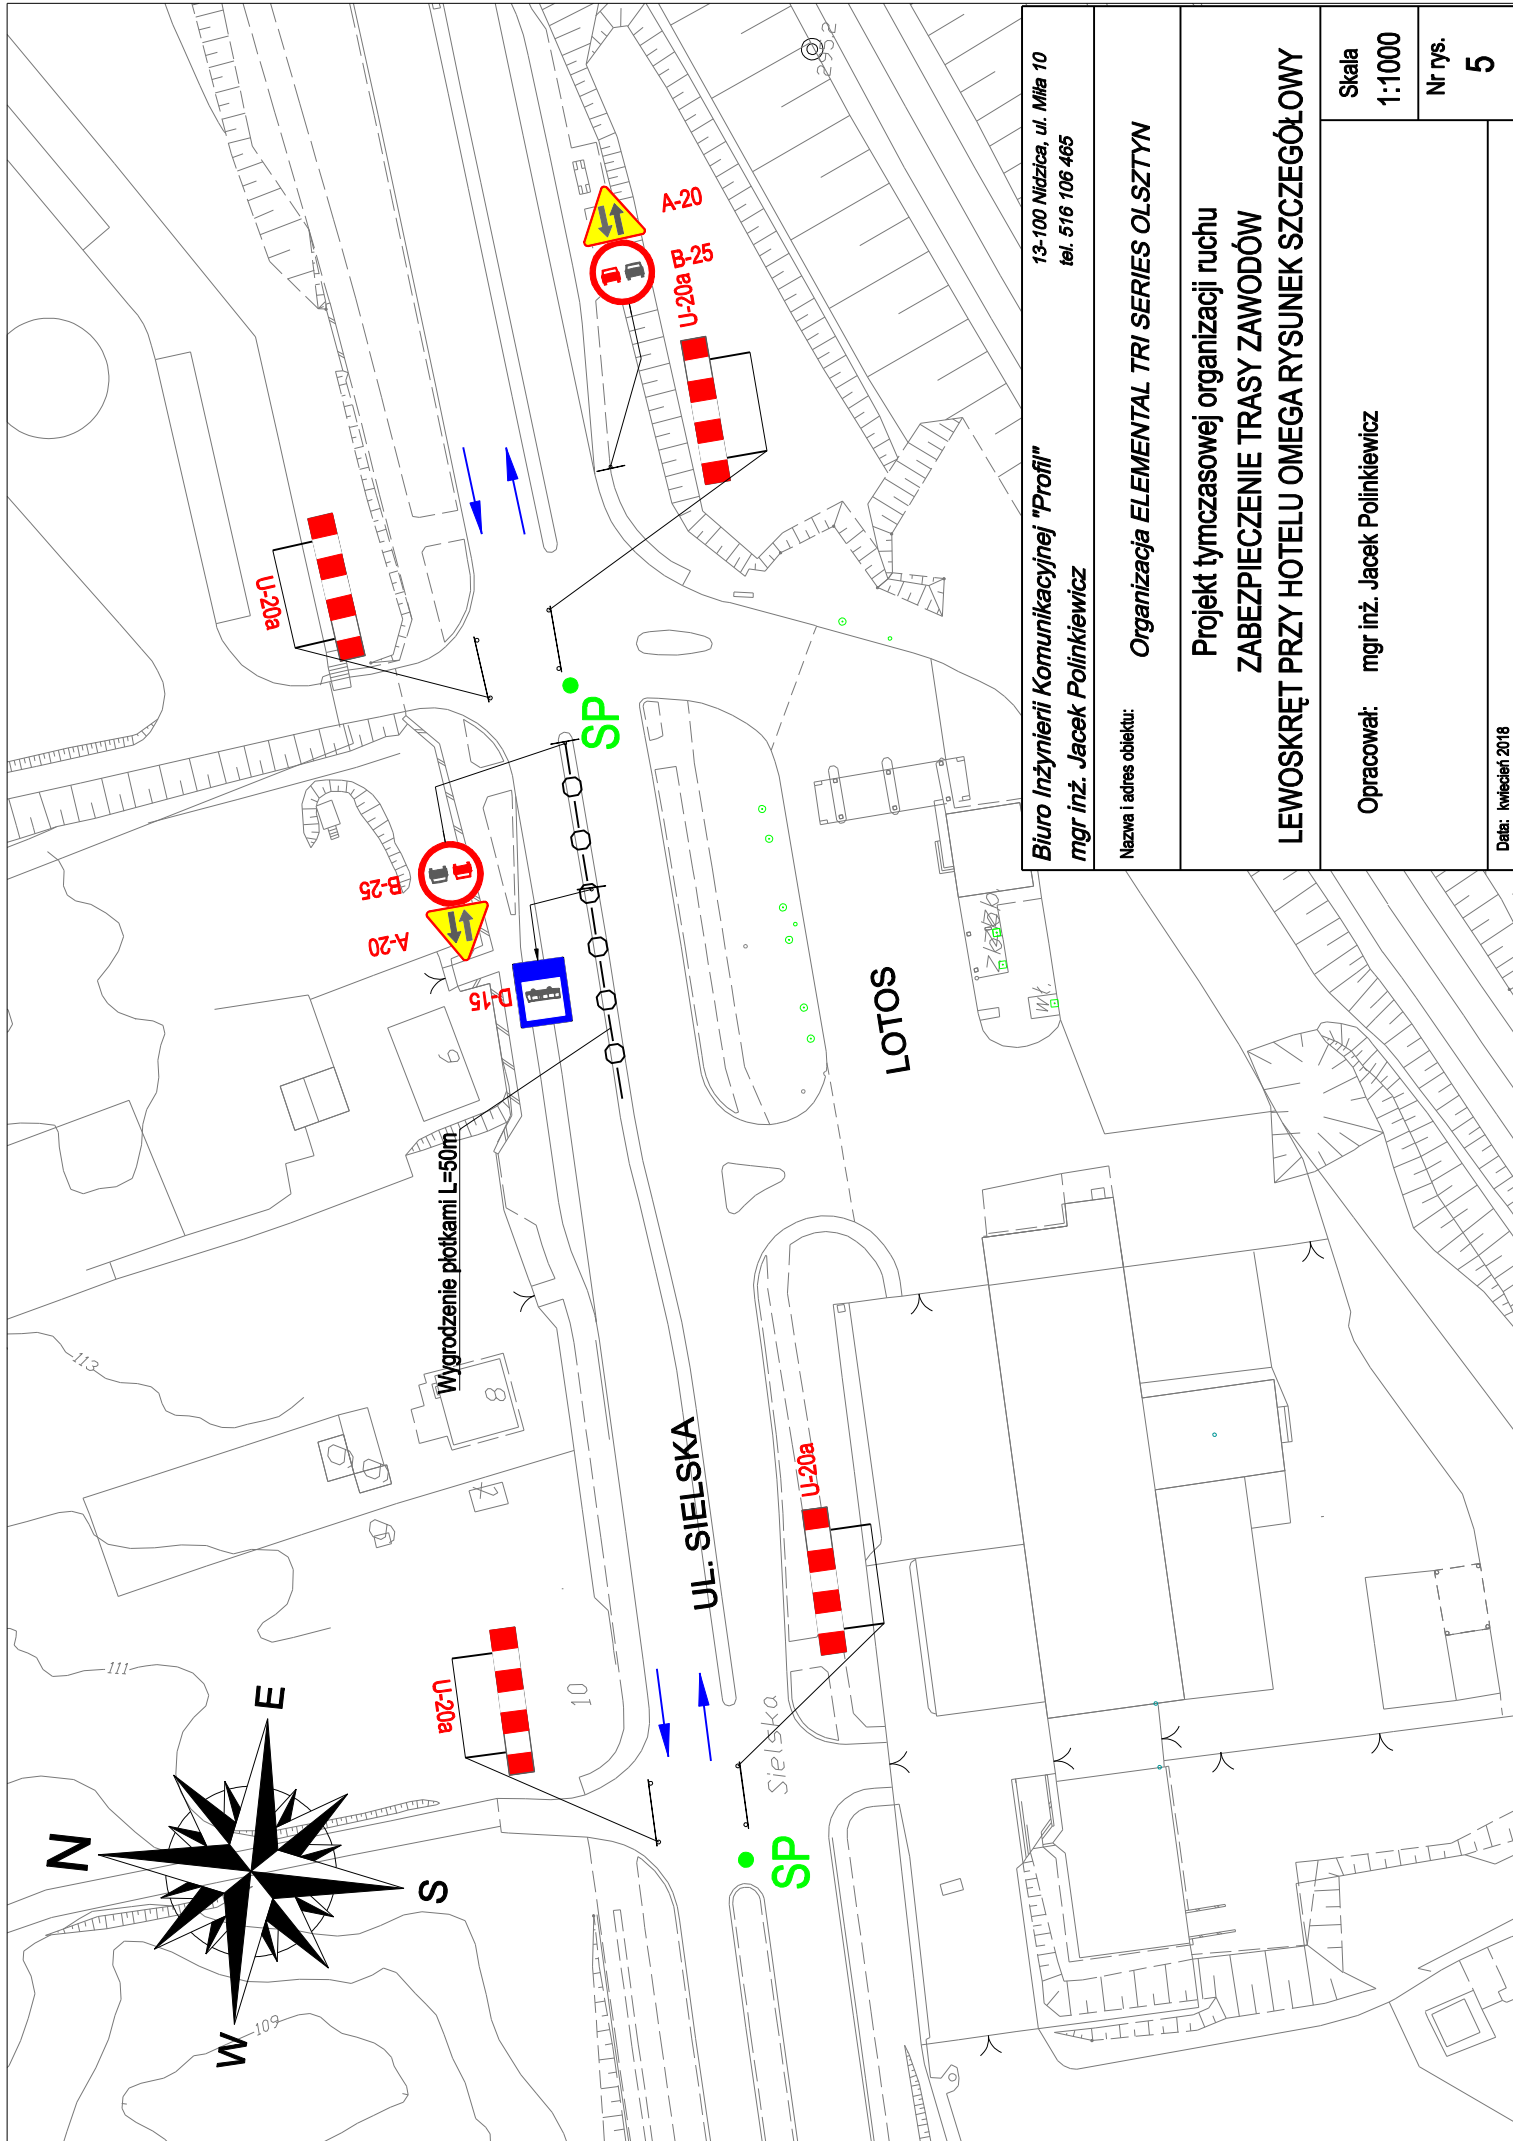 Biuro Inżynierii Komunikacyjnej "Profil"
mgr inż. Jacek Polinkiewicz
13-100 Nidzica, ul. Miła 10
tel. 516 106 465
Nazwa i adres obiektu:
Organizacja ELEMENTAL TRI SERIES OLSZTYN
Projekt tymczasowej organizacji ruchu
ZABEZPIECZENIE TRASY ZAWODÓW
LEWOSKRĘT PRZY HOTELU OMEGA RYSUNEK SZCZEGÓŁOWY
Opracował: mgr inż. Jacek Polinkiewicz
Skala
1:1000
Nr rys.
5
Data: kwiecień 2018
N
E
S
W
U-20a
U-20a
A-20
B-25
U-20a
SP
B-25
A-20
D-15
Wygrodzenie płotkami L=50m
LOTOS
UL. SIELSKA
U-20a
Sielska
SP
113
111
109
10
8
9
wt.
2932